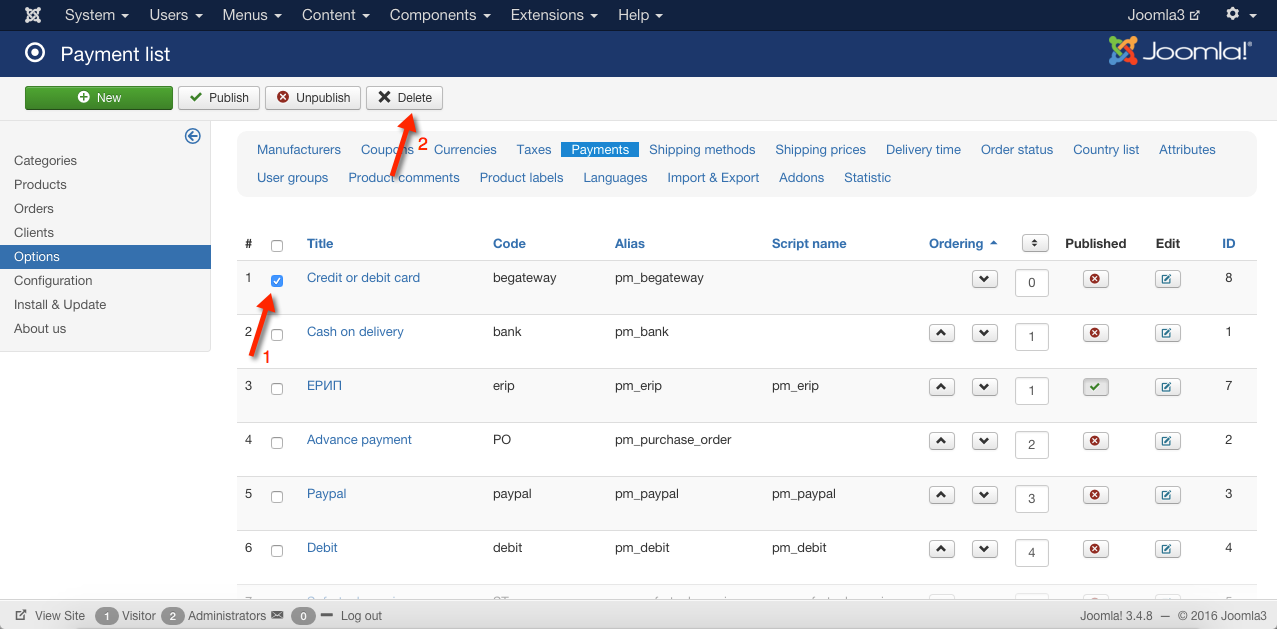 System Users Menus Content Components Extensions Help Joomla3
Payment list Joomla!®
New Publish Unpublish Delete
2
Categories
Products
Orders
Clients
Options
Configuration
Install & Update
About us
Manufacturers Coupons Currencies Taxes Payments Shipping methods Shipping prices Delivery time Order status Country list Attributes
User groups Product comments Product labels Languages Import & Export Addons Statistic
# Title Code Alias Script name Ordering Published Edit ID
1 Credit or debit card begateway pm_begateway 0 8
2 Cash on delivery bank pm_bank 1 1
1
3 ЕРИП erip pm_erip pm_erip 1 7
4 Advance payment PO pm_purchase_order 2 2
5 Paypal paypal pm_paypal pm_paypal 3 3
6 Debit debit pm_debit pm_debit 4 4
View Site 1 Visitor 2 Administrators 0 Log out Joomla! 3.4.8 — © 2016 Joomla3